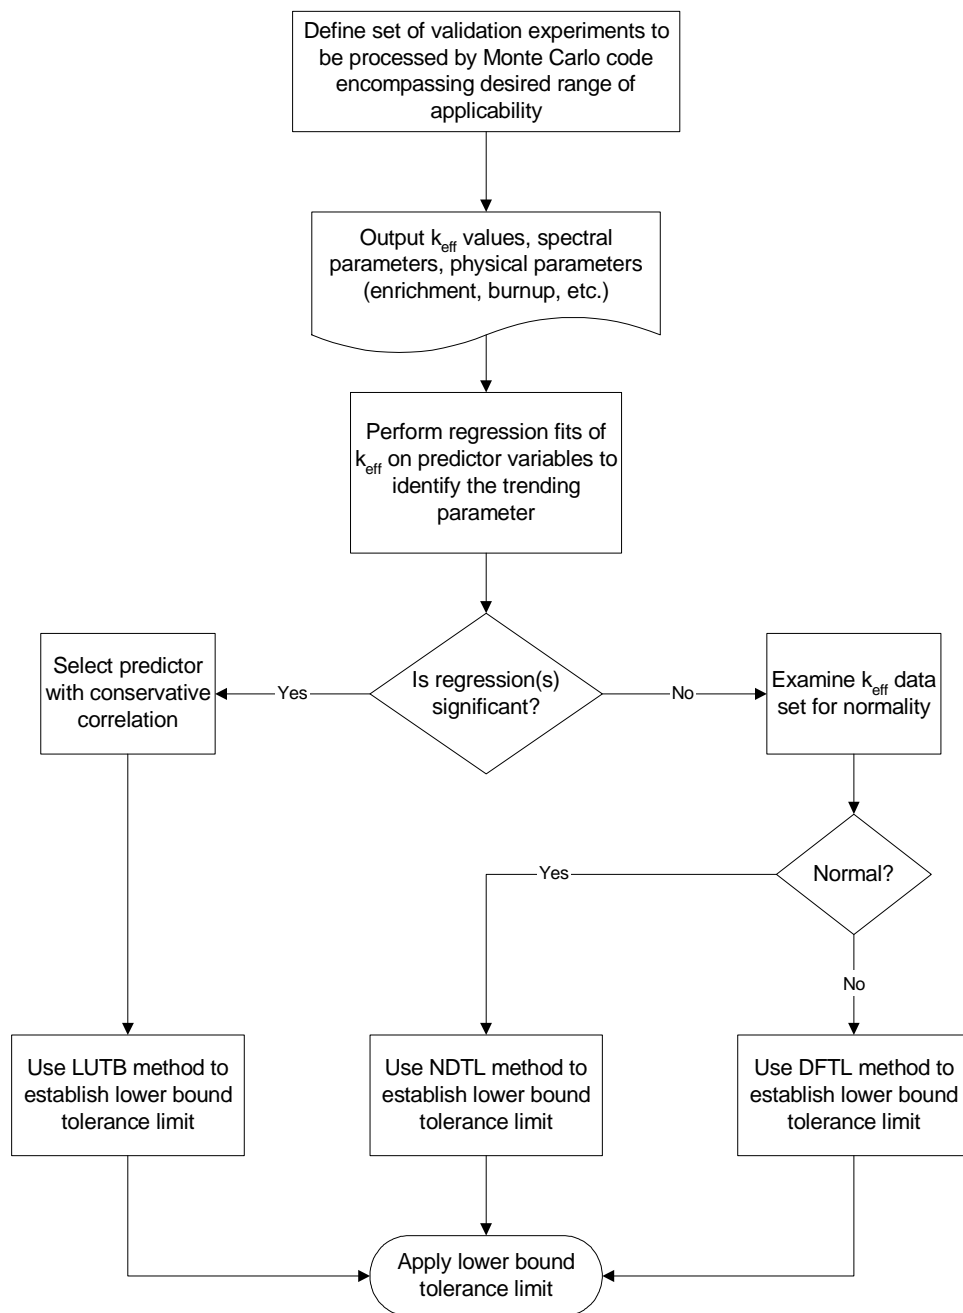 Define set of validation experiments to
be processed by Monte Carlo code
encompassing desired range of
applicability
Output keff values, spectral
parameters, physical parameters
(enrichment, burnup, etc.)
Perform regression fits of
keff on predictor variables to
identify the trending
parameter
Select predictor
with conservative
correlation
Yes
Is regression(s)
significant?
No
Examine keff data
set for normality
Yes
Normal?
No
Use LUTB method to
establish lower bound
tolerance limit
Use NDTL method to
establish lower bound
tolerance limit
Use DFTL method to
establish lower bound
tolerance limit
Apply lower bound
tolerance limit